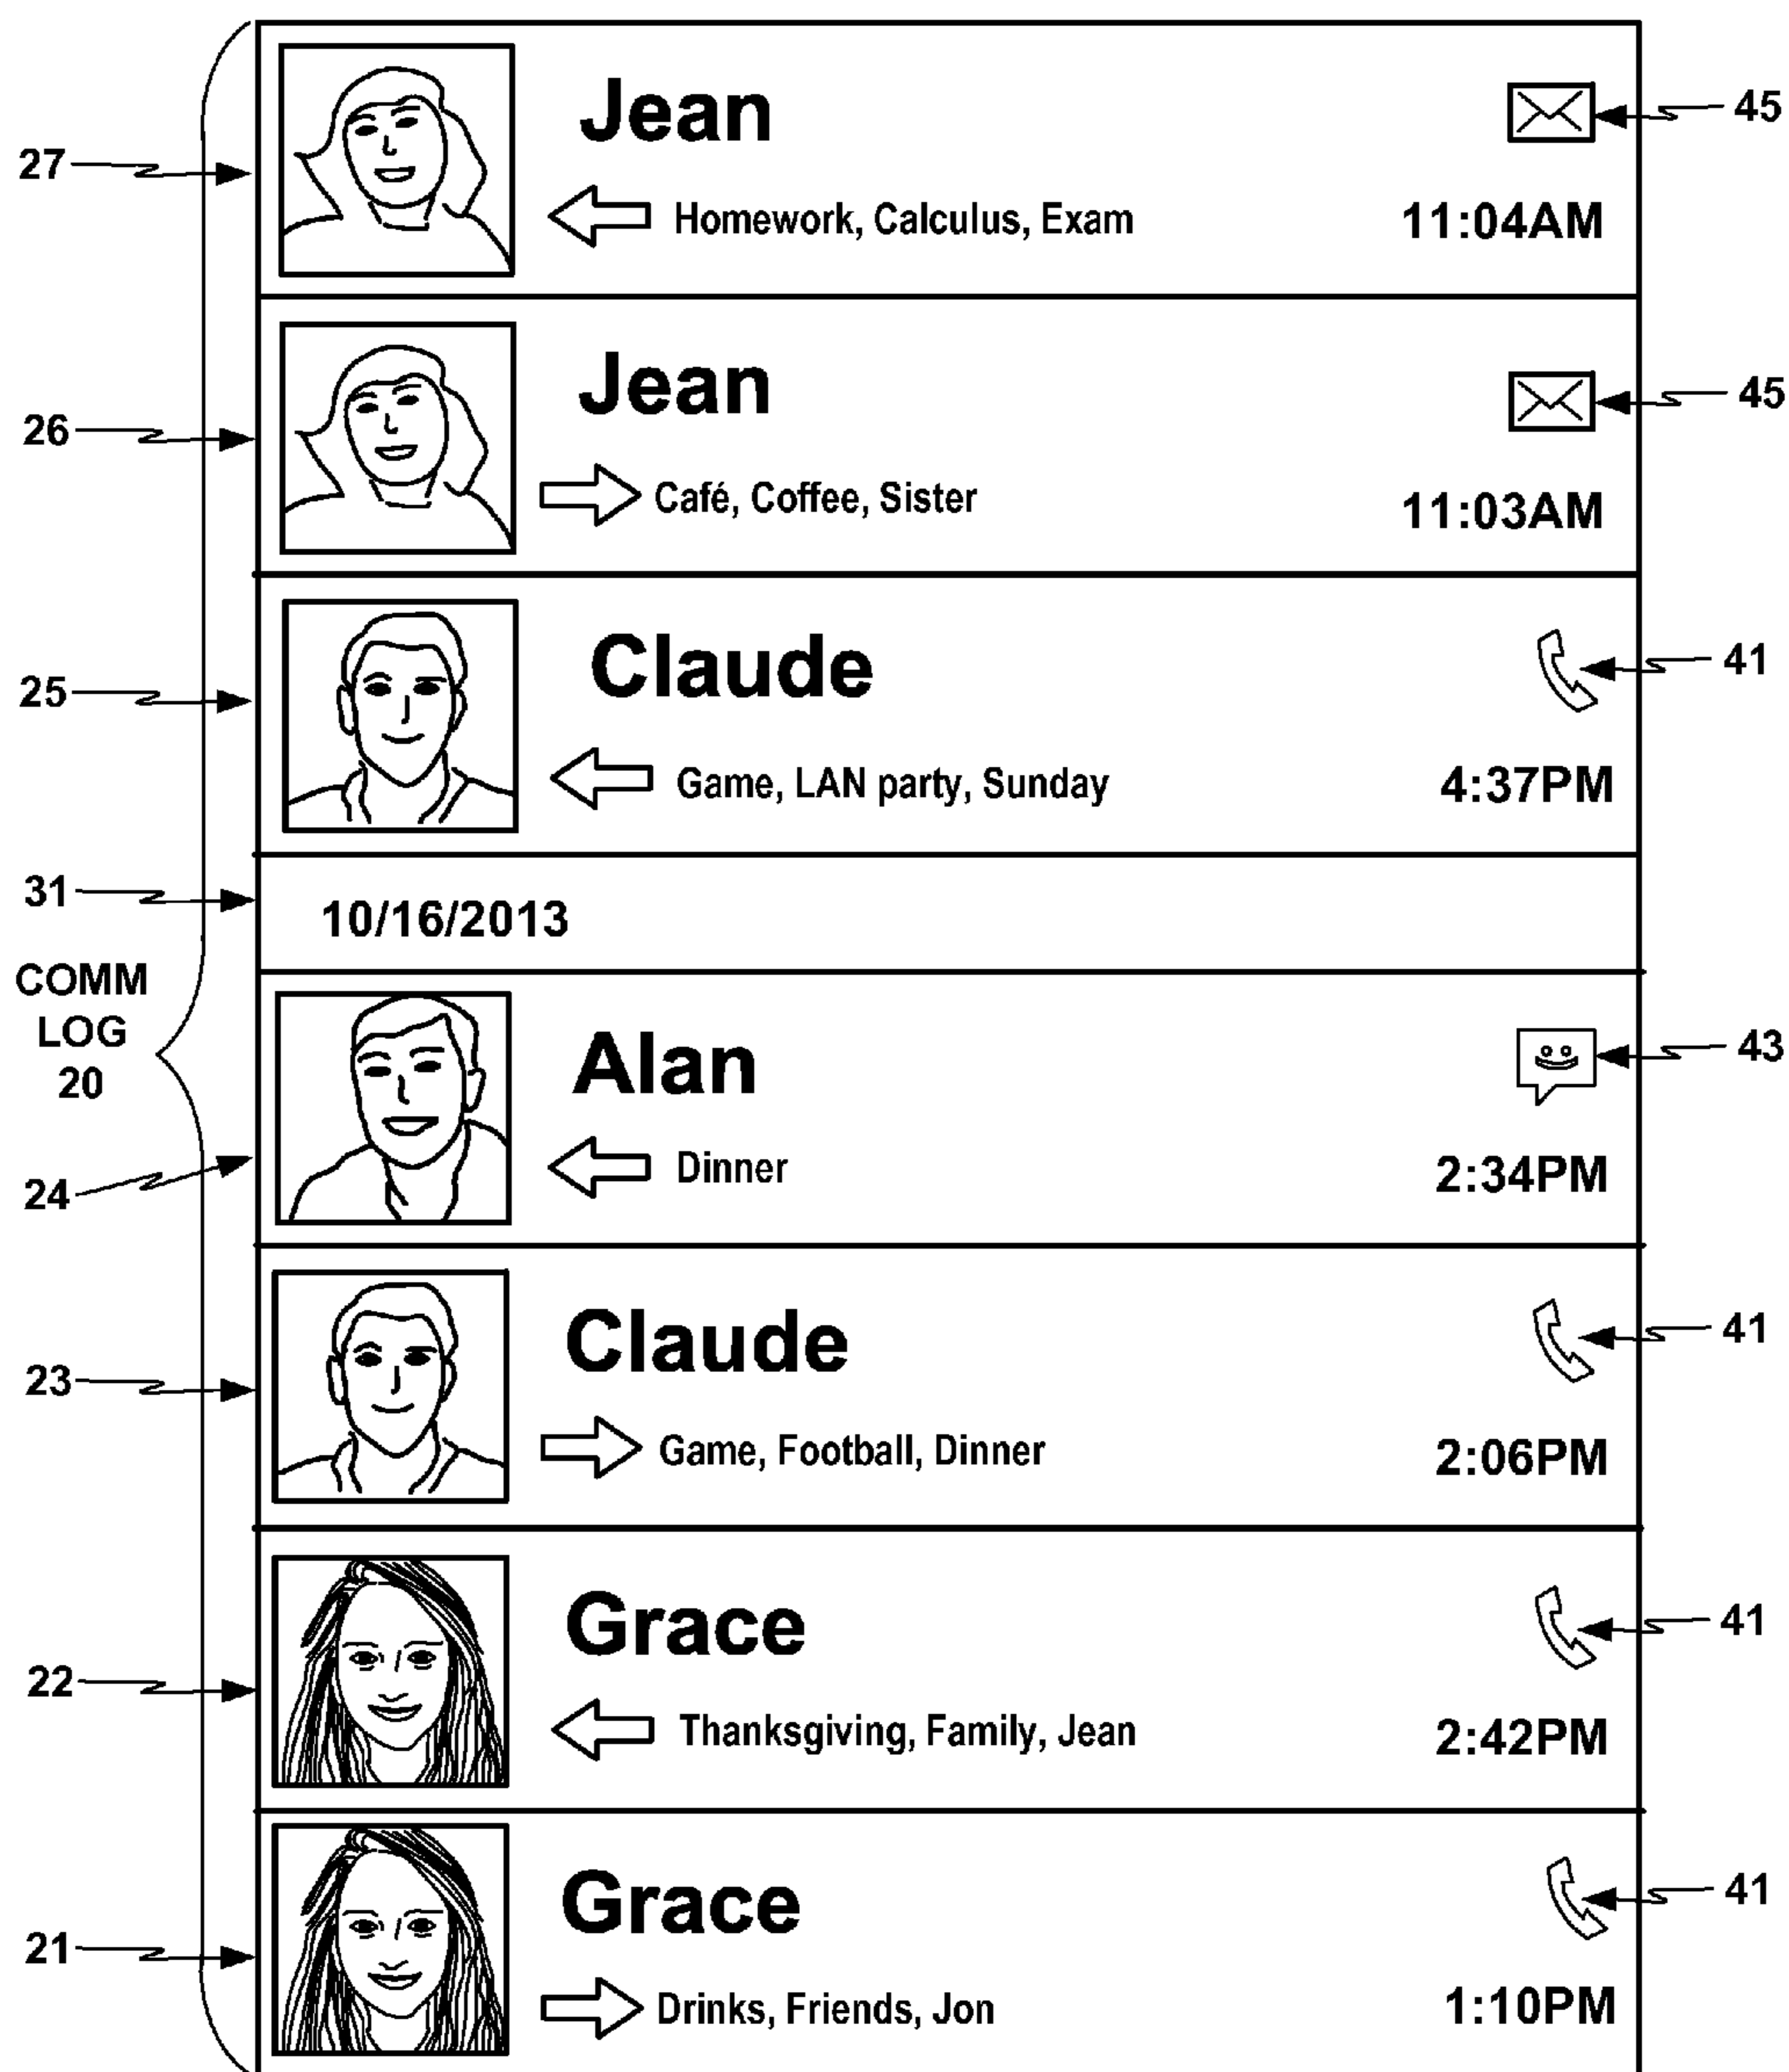 Jean
45
27
Homework, Calculus, Exam
11:04AM
Jean
45
26
Café, Coffee, Sister
11:03AM
Claude
41
25
Game, LAN party, Sunday
4:37PM
31
10/16/2013
COMM
LOG
20
Alan
43
24
Dinner
2:34PM
Claude
41
23
Game, Football, Dinner
2:06PM
Grace
41
22
Thanksgiving, Family, Jean
2:42PM
Grace
41
21
Drinks, Friends, Jon
1:10PM